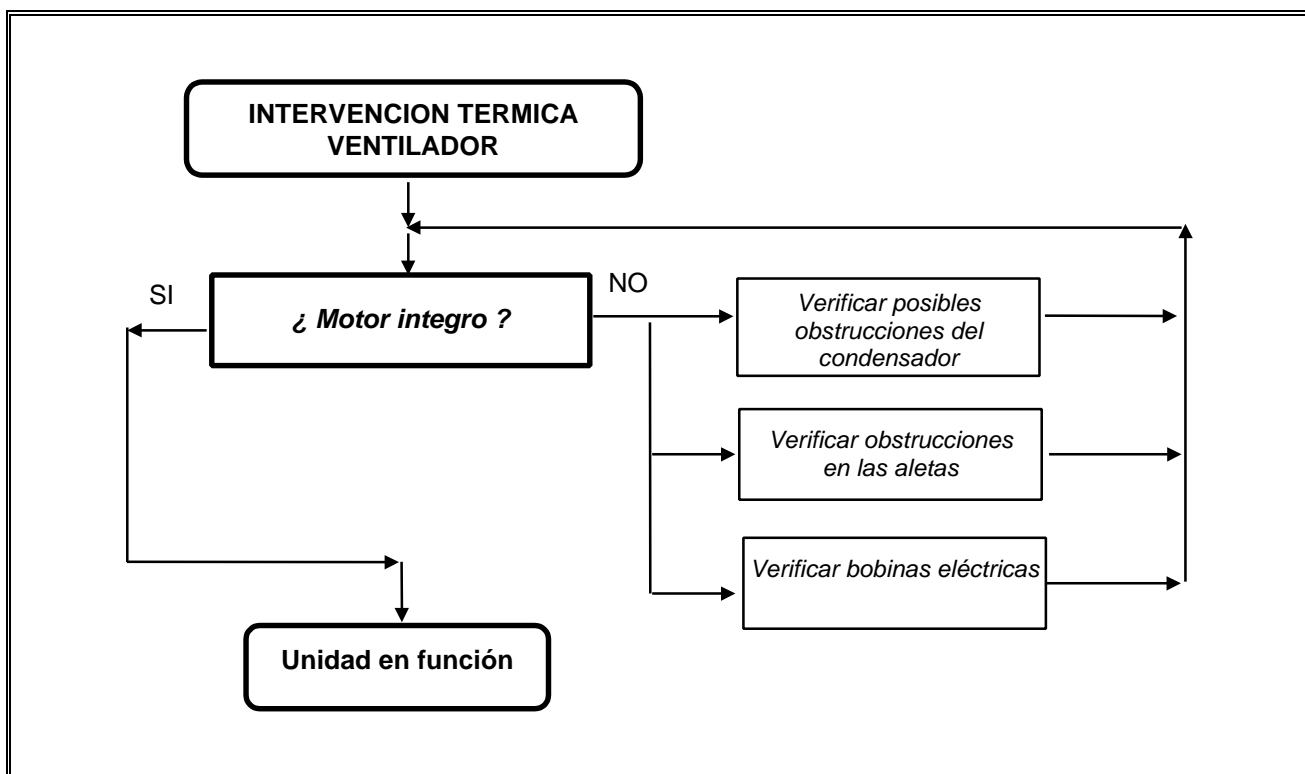 INTERVENCION TERMICA
VENTILADOR
SI
¿ Motor integro ?
NO
Verificar posibles
obstrucciones del
condensador
Verificar obstrucciones
en las aletas
Verificar bobinas eléctricas
Unidad en función